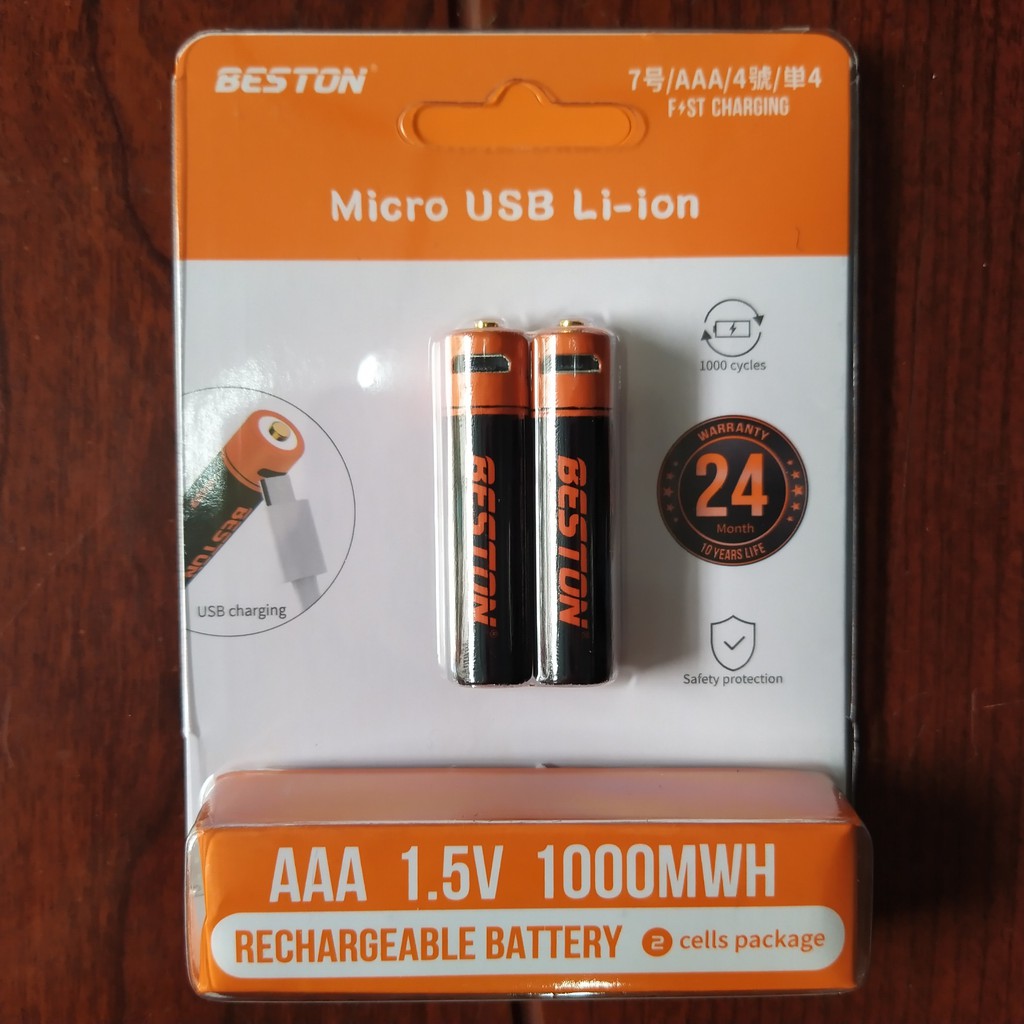 BESTON®
7号/AAA/4號/単4
FAST CHARGING
Micro USB Li-ion
1000 cycles
WARRANTY
24
Month
10 YEARS LIFE
BESTON
USB charging
BESTON®
BESTON®
Safety protection
AAA 1.5V 1000MWH
RECHARGEABLE BATTERY 2 cells package